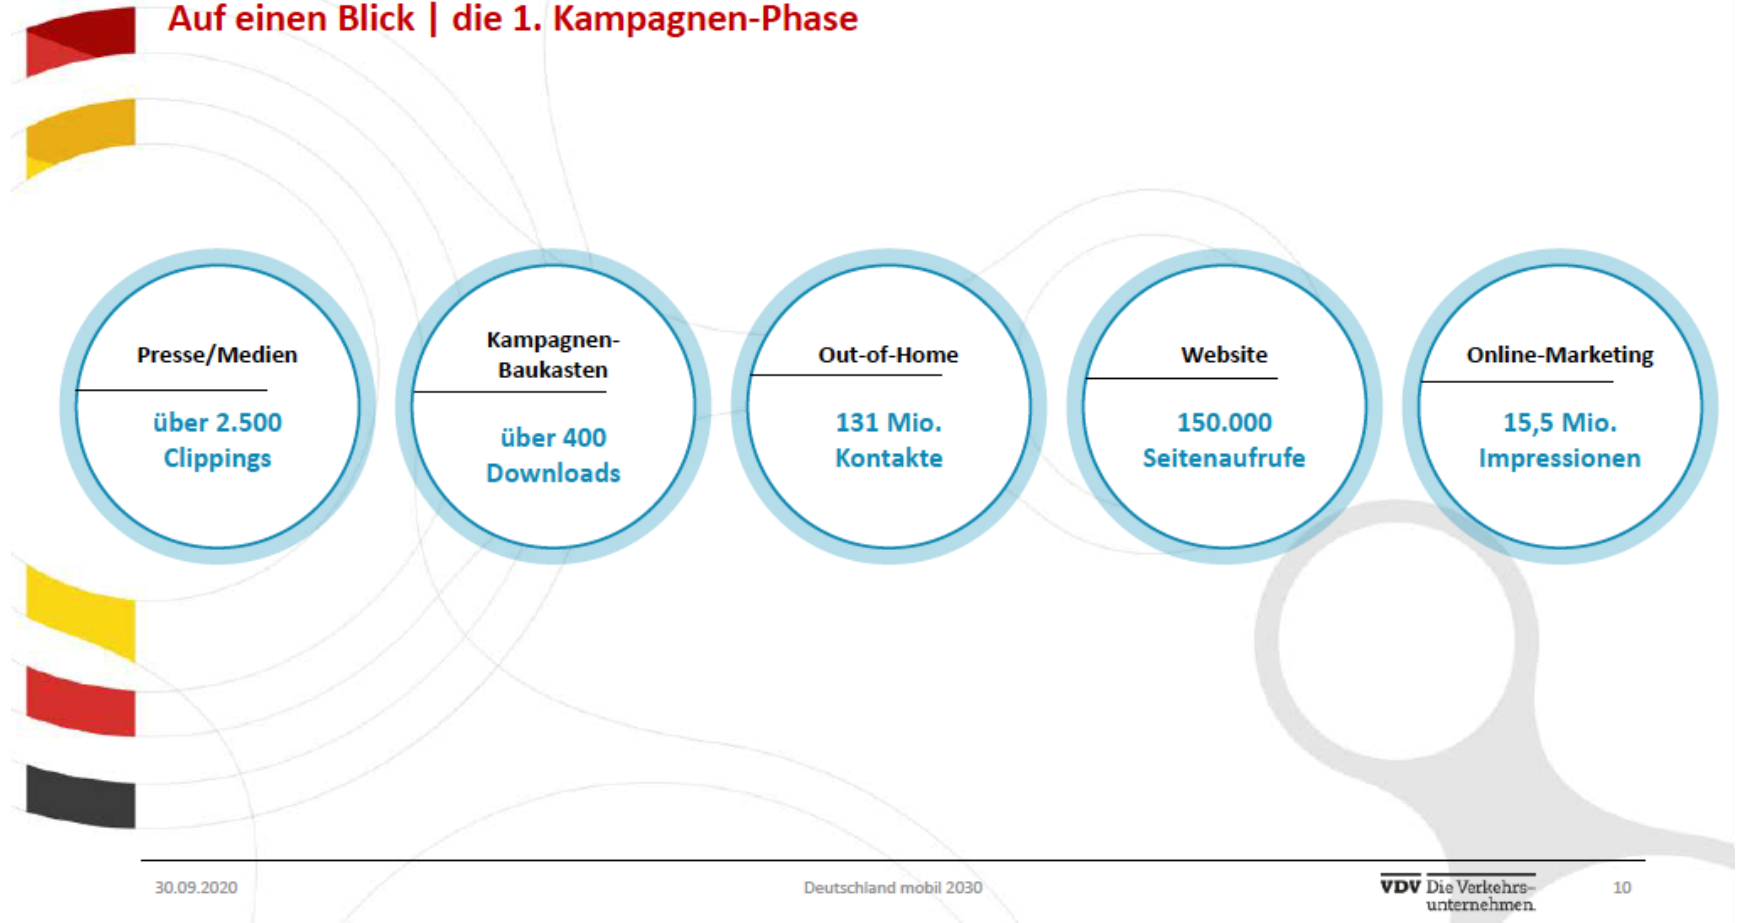 Auf einen Blick | die 1. Kampagnen-Phase
Presse/Medien
über 2.500
Clippings
Kampagnen-
Baukasten
über 400
Downloads
Out-of-Home
131 Mio.
Kontakte
Website
150.000
Seitenaufrufe
Online-Marketing
15,5 Mio.
Impressionen
30.09.2020
Deutschland mobil 2030
VDV Die Verkehrs-
unternehmen.
10